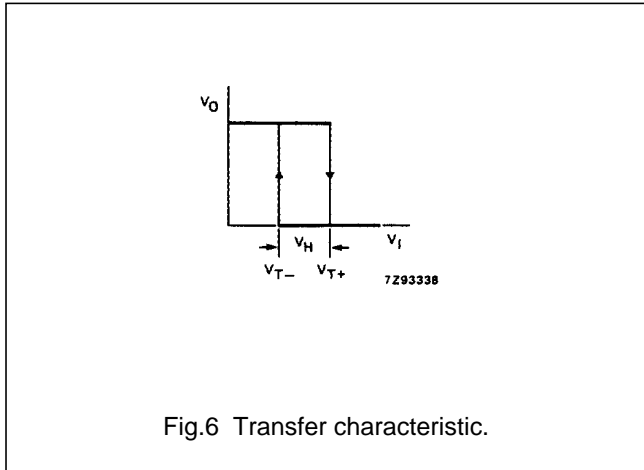 VO
VH
VI
VT−
VT+
7Z93338
Fig.6 Transfer characteristic.